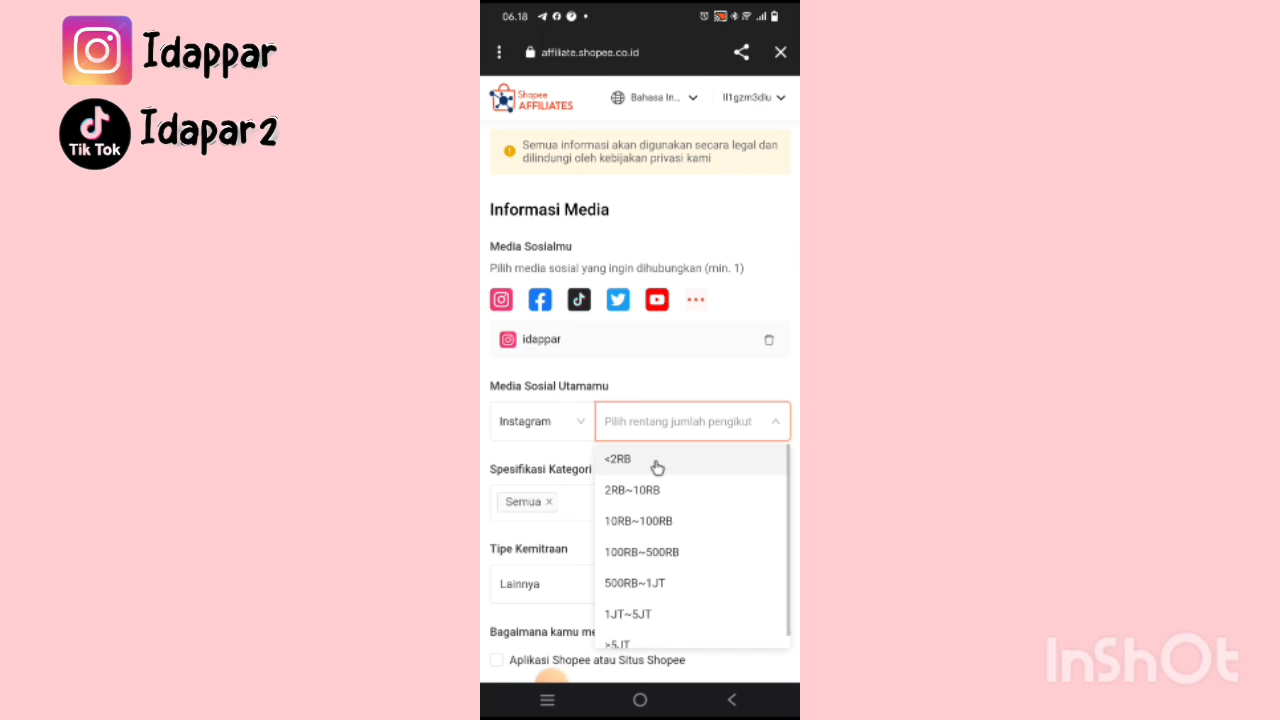 Idappar
Tik Tok
Idapar2
06.18
affiliate.shopee.co.id
Shopee
AFFILIATES
Bahasa In...
Semua informasi akan digunakan secara legal dan
dilindungi oleh kebijakan privasi kami
Informasi Media
Media Sosialmu
Pilih media sosial yang ingin dihubungkan (min. 1)
idappar
Media Sosial Utamamu
Instagram
Pilih rentang jumlah pengikut
<2RB
Spesifikasi Kategori
2RB~10RB
Semua
10RB~100RB
Tipe Kemitraan
100RB~500RB
Lainnya
500RB~1JT
1JT~5JT
Bagaimana kamu me
>5JT
Aplikasi Shopee atau Situs Shopee
InShOt